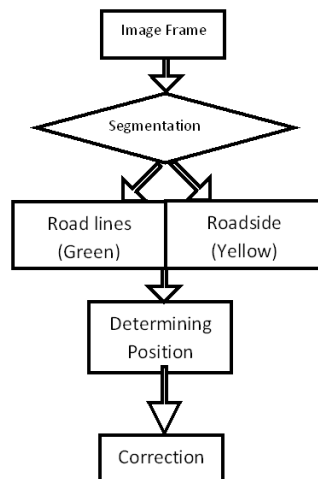 Image Frame
Segmentation
Road lines
(Green)
Roadside
(Yellow)
Determining
Position
Correction